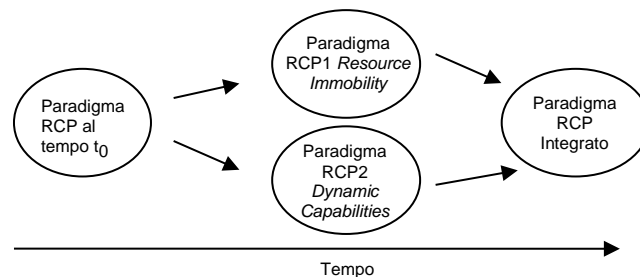 Paradigma
RCP al
tempo t0
Paradigma
RCP1 Resource
Immobility
Paradigma
RCP2
Dynamic
Capabilities
Paradigma
RCP
Integrato
Tempo